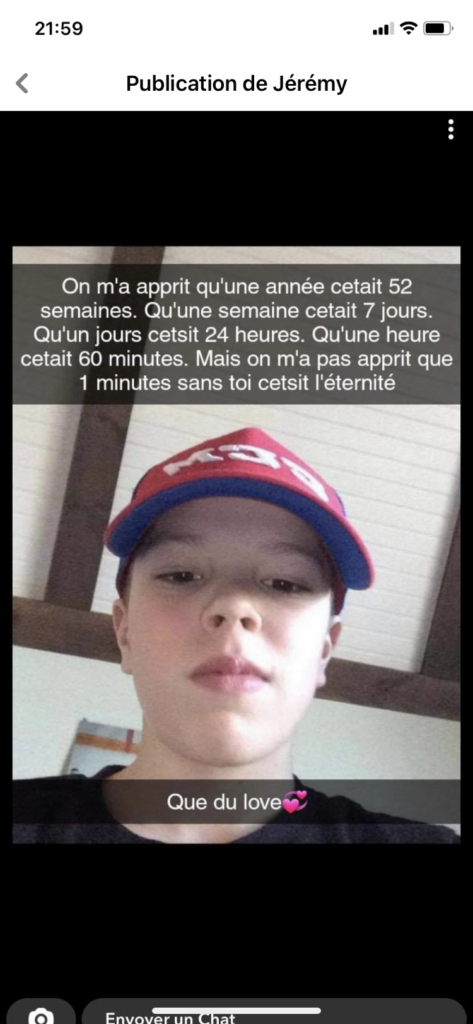 21:59
Publication de Jérémy
On m'a apprit qu'une année cetait 52
semaines. Qu'une semaine cetait 7 jours.
Qu'un jours cetsit 24 heures. Qu'une heure
cetait 60 minutes. Mais on m'a pas apprit que
1 minutes sans toi cetsit l'éternité
Que du love💞
Envoyer un Chat